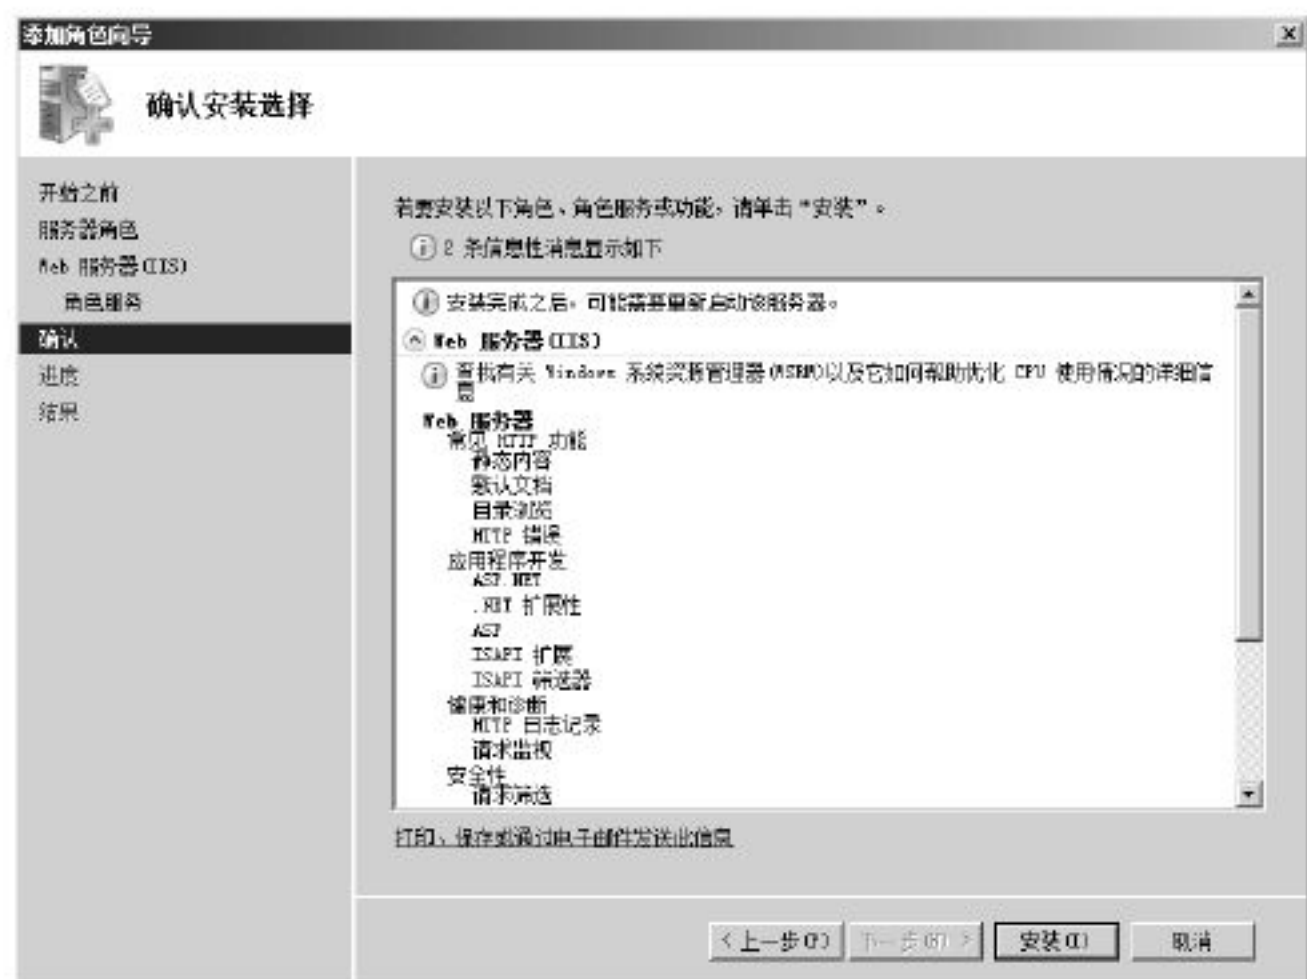 添加角色向导
确认安装选择
开始之前
服务器角色
Web 服务器(IIS)
角色服务
确认
进度
结果
若要安装以下角色、角色服务或功能，请单击“安装”。
2 条信息性消息显示如下
安装完成之后，可能需要重新启动该服务器。
Web 服务器(IIS)
查找有关 Windows 系统资源管理器(WSRM)以及它如何帮助优化 CPU 使用情况的详细信
息
Web 服务器
常见 HTTP 功能
静态内容
默认文档
目录浏览
HTTP 错误
应用程序开发
ASP.NET
.NET 扩展性
ASP
ISAPI 扩展
ISAPI 筛选器
健康和诊断
HTTP 日志记录
请求监视
安全性
请求筛选
打印、保存或通过电子邮件发送此信息
< 上一步(P)
下一步(N) >
安装(I)
取消